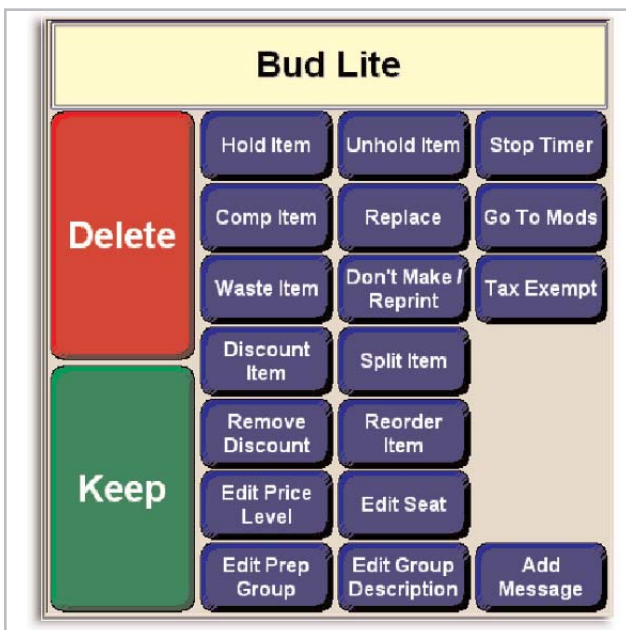 Bud Lite
Delete
Hold Item
Unhold Item
Stop Timer
Comp Item
Replace
Go To Mods
Waste Item
Don't Make /
Reprint
Tax Exempt
Discount
Item
Split Item
Keep
Remove
Discount
Reorder
Item
Edit Price
Level
Edit Seat
Edit Prep
Group
Edit Group
Description
Add
Message